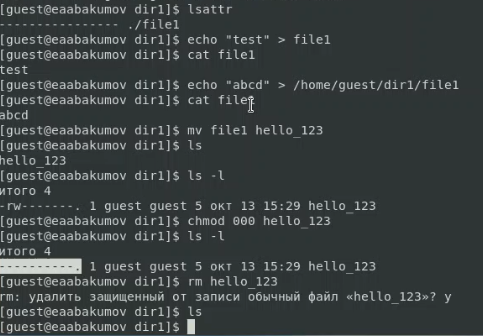 [guest@eaabakumov dir1]$ lsattr
---------------- ./file1
[guest@eaabakumov dir1]$ echo "test" > file1
[guest@eaabakumov dir1]$ cat file1
test
[guest@eaabakumov dir1]$ echo "abcd" > /home/guest/dir1/file1
[guest@eaabakumov dir1]$ cat file1
abcd
[guest@eaabakumov dir1]$ mv file1 hello_123
[guest@eaabakumov dir1]$ ls
hello_123
[guest@eaabakumov dir1]$ ls -l
итого 4
-rw-------. 1 guest guest 5 окт 13 15:29 hello_123
[guest@eaabakumov dir1]$ chmod 000 hello_123
[guest@eaabakumov dir1]$ ls -l
итого 4
----------. 1 guest guest 5 окт 13 15:29 hello_123
[guest@eaabakumov dir1]$ rm hello_123
rm: удалить защищенный от записи обычный файл «hello_123»? y
[guest@eaabakumov dir1]$ ls
[guest@eaabakumov dir1]$